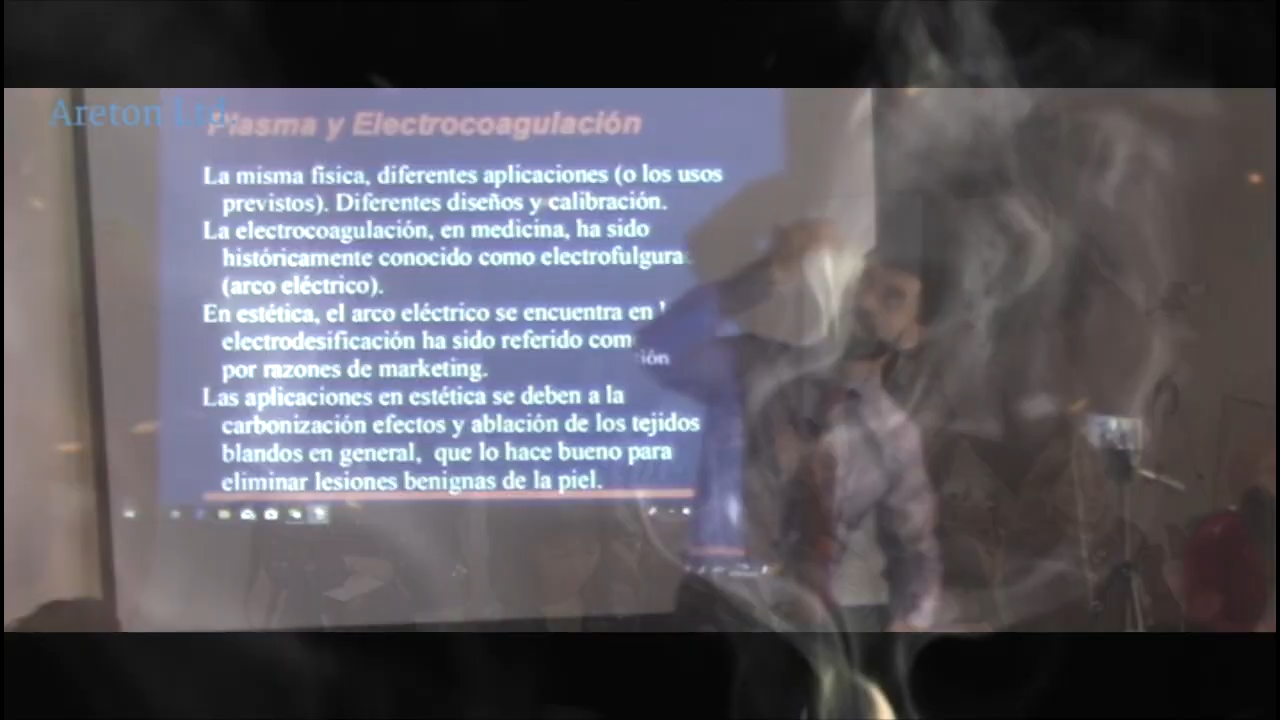 Areton Ltd.
Plasma y Electrocoagulación
La misma física, diferentes aplicaciones (o los usos
previstos). Diferentes diseños y calibración.
La electrocoagulación, en medicina, ha sido
históricamente conocido como electrofulgura
(arco eléctrico).
En estética, el arco eléctrico se encuentra en
electrodesificación ha sido referido com
ión
por razones de marketing.
Las aplicaciones en estética se deben a la
carbonización efectos y ablación de los tejidos
blandos en general, que lo hace bueno para
eliminar lesiones benignas de la piel.